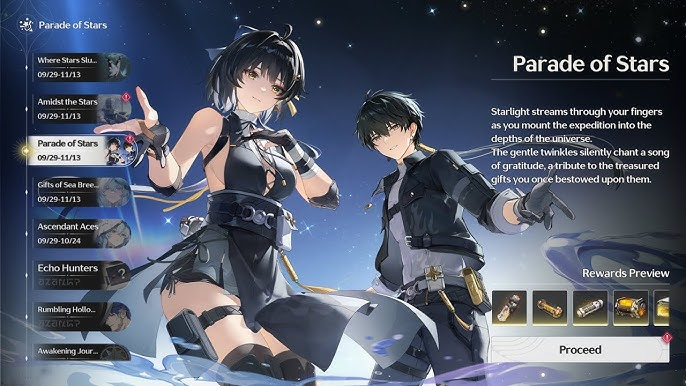 Parade of Stars
Where Stars Slu...
09/29-11/13
Amidst the Stars
09/29-11/13
Parade of Stars
09/29-11/13
Gifts of Sea Bree...
09/29-11/13
Ascendant Aces
09/29-10/24
Echo Hunters
Rumbling Hollo...
Awakening Jour...
Parade of Stars
Starlight streams through your fingers
as you mount the expedition into the
depths of the universe.
The gentle twinkles silently chant a song
of gratitude, a tribute to the treasured
gifts you once bestowed upon them.
Rewards Preview
Proceed